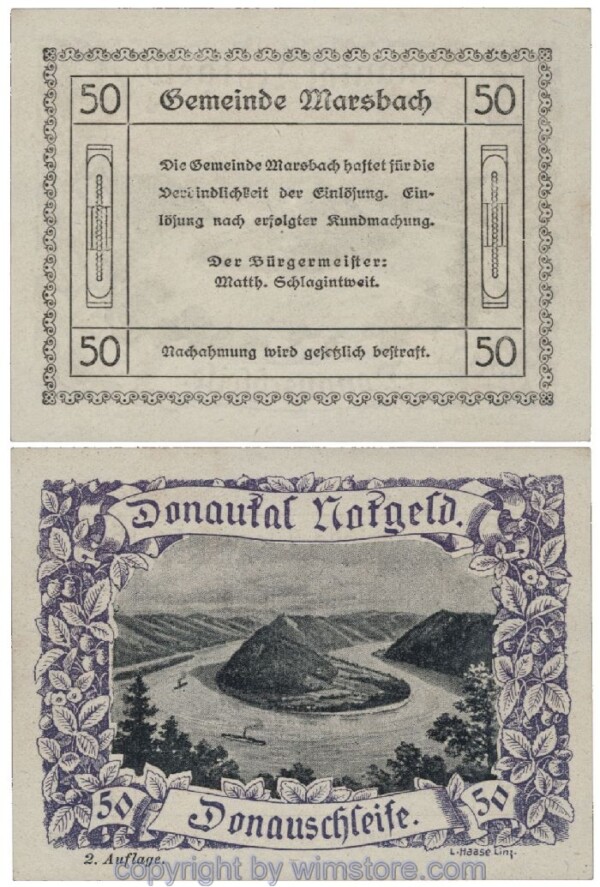 50 Gemeinde Marsbach 50
Die Gemeinde Marsbach haftet für die
Verbindlichkeit der Einlösung. Ein-
lösung nach erfolgter Kundmachung.
Der Bürgermeister:
Matth. Schlagintweit.
50 Nachahmung wird gesetzlich bestraft. 50
Donautal Notgeld.
50 Donauschleife. 50
2. Auflage.
L. Haase Linz.
copyright by wimstore.com